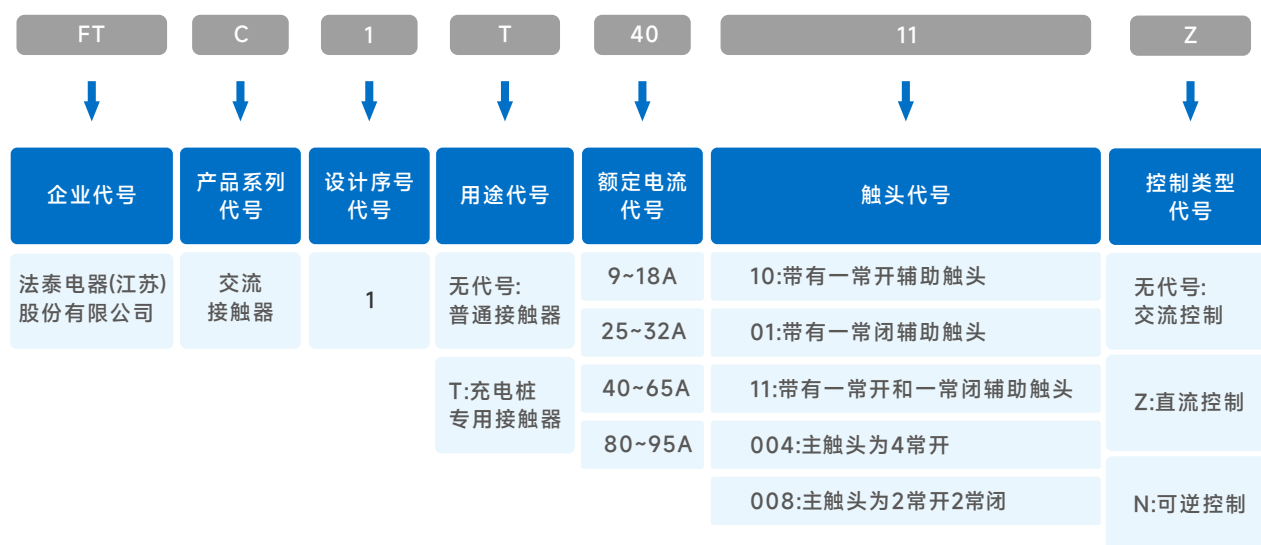 FT
C
1
T
40
11
Z
企业代号
产品系列
代号
设计序号
代号
用途代号
额定电流
代号
触头代号
控制类型
代号
法泰电器(江苏)
股份有限公司
交流
接触器
1
无代号:
普通接触器
T:充电桩
专用接触器
9~18A
25~32A
40~65A
80~95A
10:带有一常开辅助触头
01:带有一常闭辅助触头
11:带有一常开和一常闭辅助触头
004:主触头为4常开
008:主触头为2常开2常闭
无代号:
交流控制
Z:直流控制
N:可逆控制